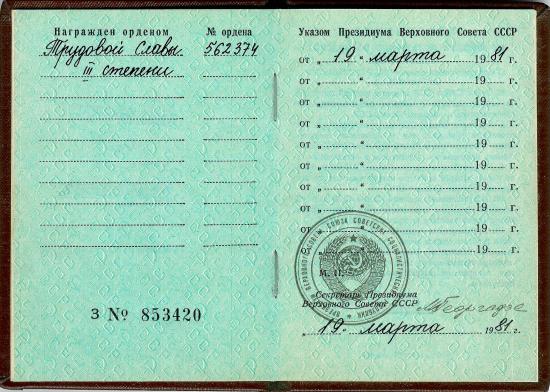 Награжден орденом
№ ордена
Трудовой Славы
562374
III степени
З № 853420
Указом Президиума Верховного Совета СССР
от „ 19 “ марта 1981 г.
от „ “ 19 г.
от „ “ 19 г.
от „ “ 19 г.
от „ “ 19 г.
от „ “ 19 г.
от „ “ 19 г.
от „ “ 19 г.
от „ “ 19 г.
от „ “ 19 г.
М. П.
Секретарь Президиума
Верховного Совета СССР
М Георгадзе
„ 19 “ марта 1981 г.